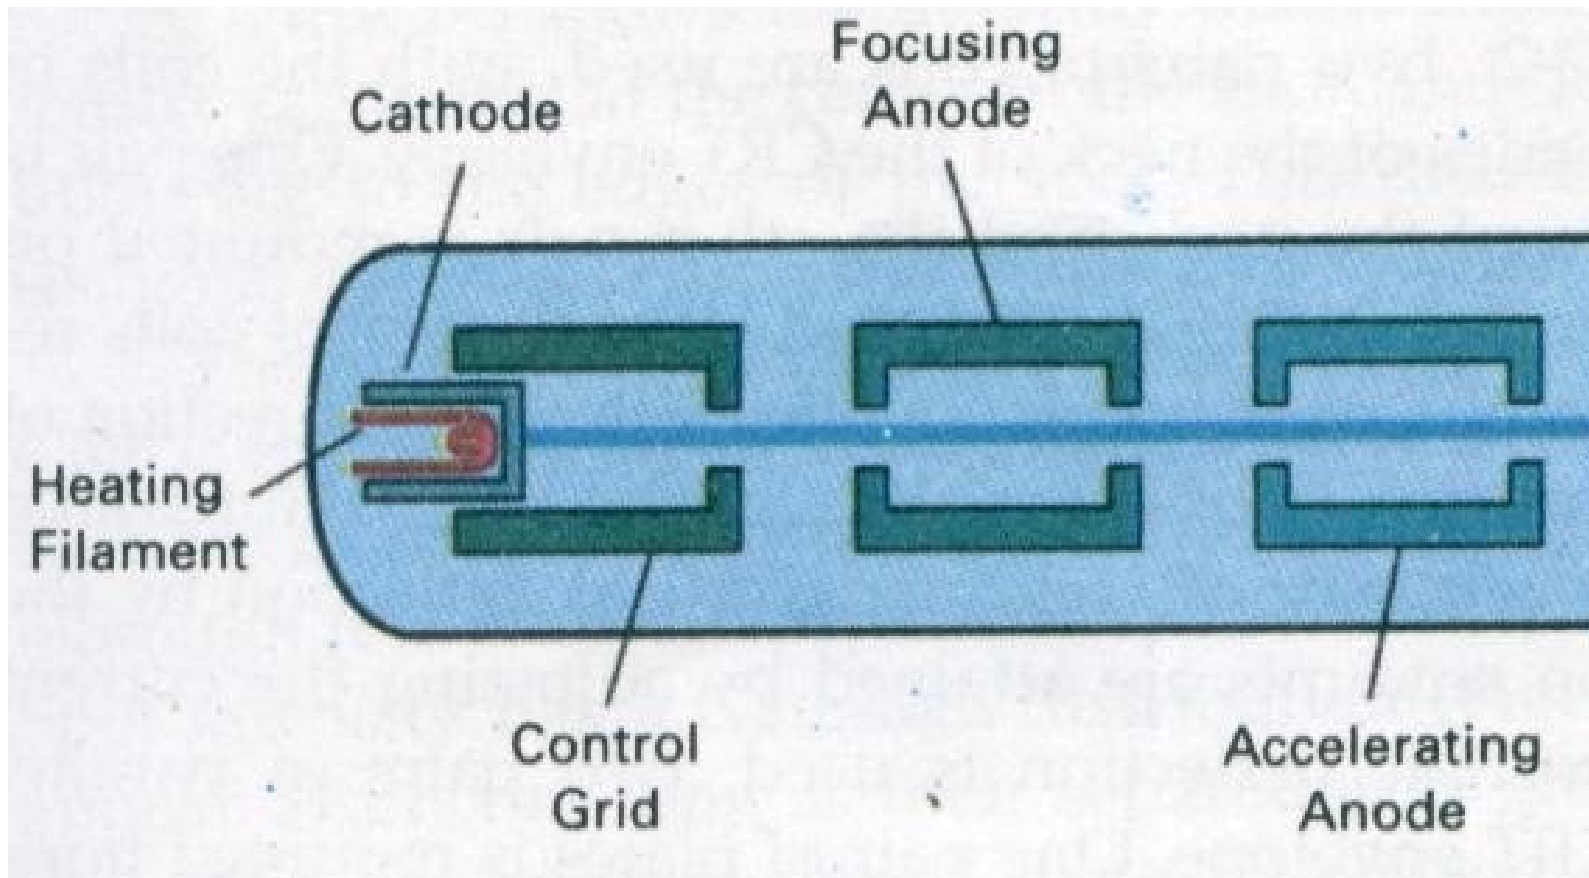 Focusing
Anode
Cathode
Heating
Filament
Control
Grid
Accelerating
Anode